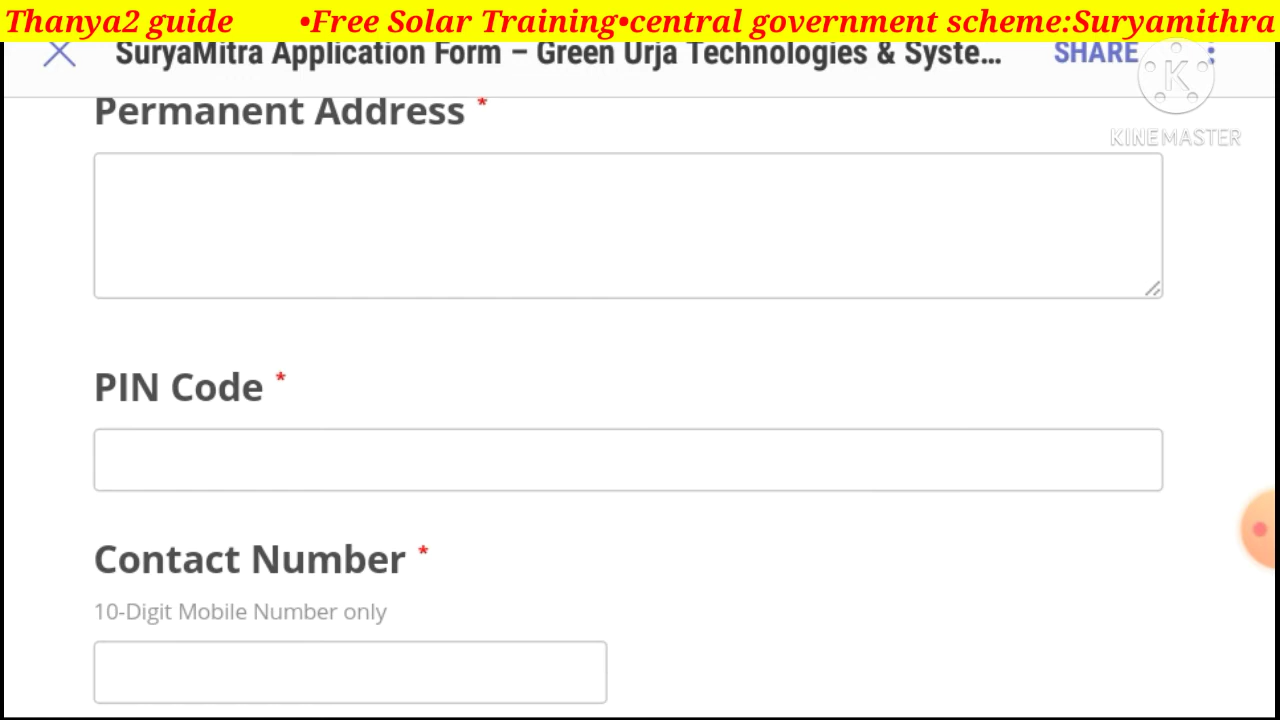 Thanya2 guide •Free Solar Training•central government scheme:Suryamithra
SuryaMitra Application Form – Green Urja Technologies & Syste... SHARE
K
KINEMASTER
Permanent Address *
PIN Code *
Contact Number *
10-Digit Mobile Number only